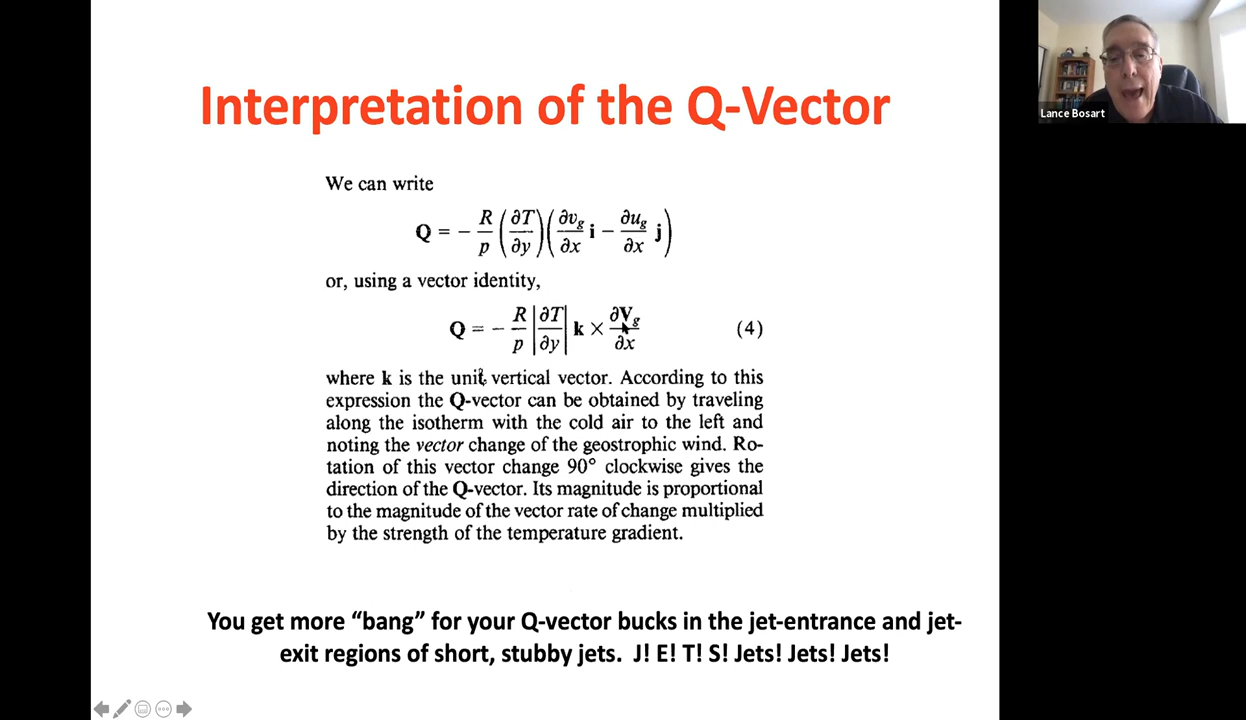 Interpretation of the Q-Vector
Lance Bosart
We can write
Q = − R/p (∂T/∂y) (∂v_g/∂x i − ∂u_g/∂x j)
or, using a vector identity,
Q = − R/p |∂T/∂y| k × ∂V_g/∂x (4)
where k is the unit vertical vector. According to this
expression the Q-vector can be obtained by traveling
along the isotherm with the cold air to the left and
noting the vector change of the geostrophic wind. Ro-
tation of this vector change 90° clockwise gives the
direction of the Q-vector. Its magnitude is proportional
to the magnitude of the vector rate of change multiplied
by the strength of the temperature gradient.
You get more “bang” for your Q-vector bucks in the jet-entrance and jet-
exit regions of short, stubby jets. J! E! T! S! Jets! Jets! Jets!